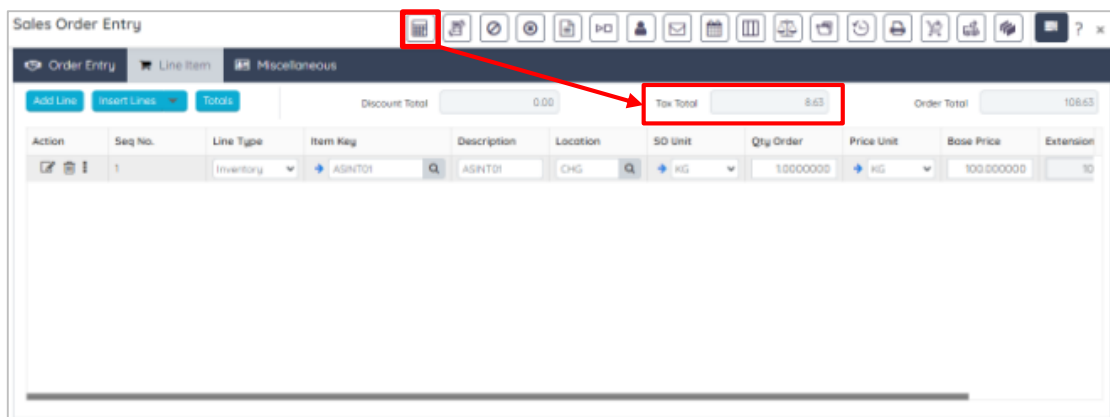 Sales Order Entry
? ×
Order Entry Line Item Miscellaneous
Add Line Insert Lines Totals Discount Total 0.00 Tax Total 8.63 Order Total 108.63
Action Seq No. Line Type Item Key Description Location SO Unit Qty Order Price Unit Base Price Extension
1 Inventory ASINT01 ASINT01 CHG KG 1.0000000 KG 100.000000 10